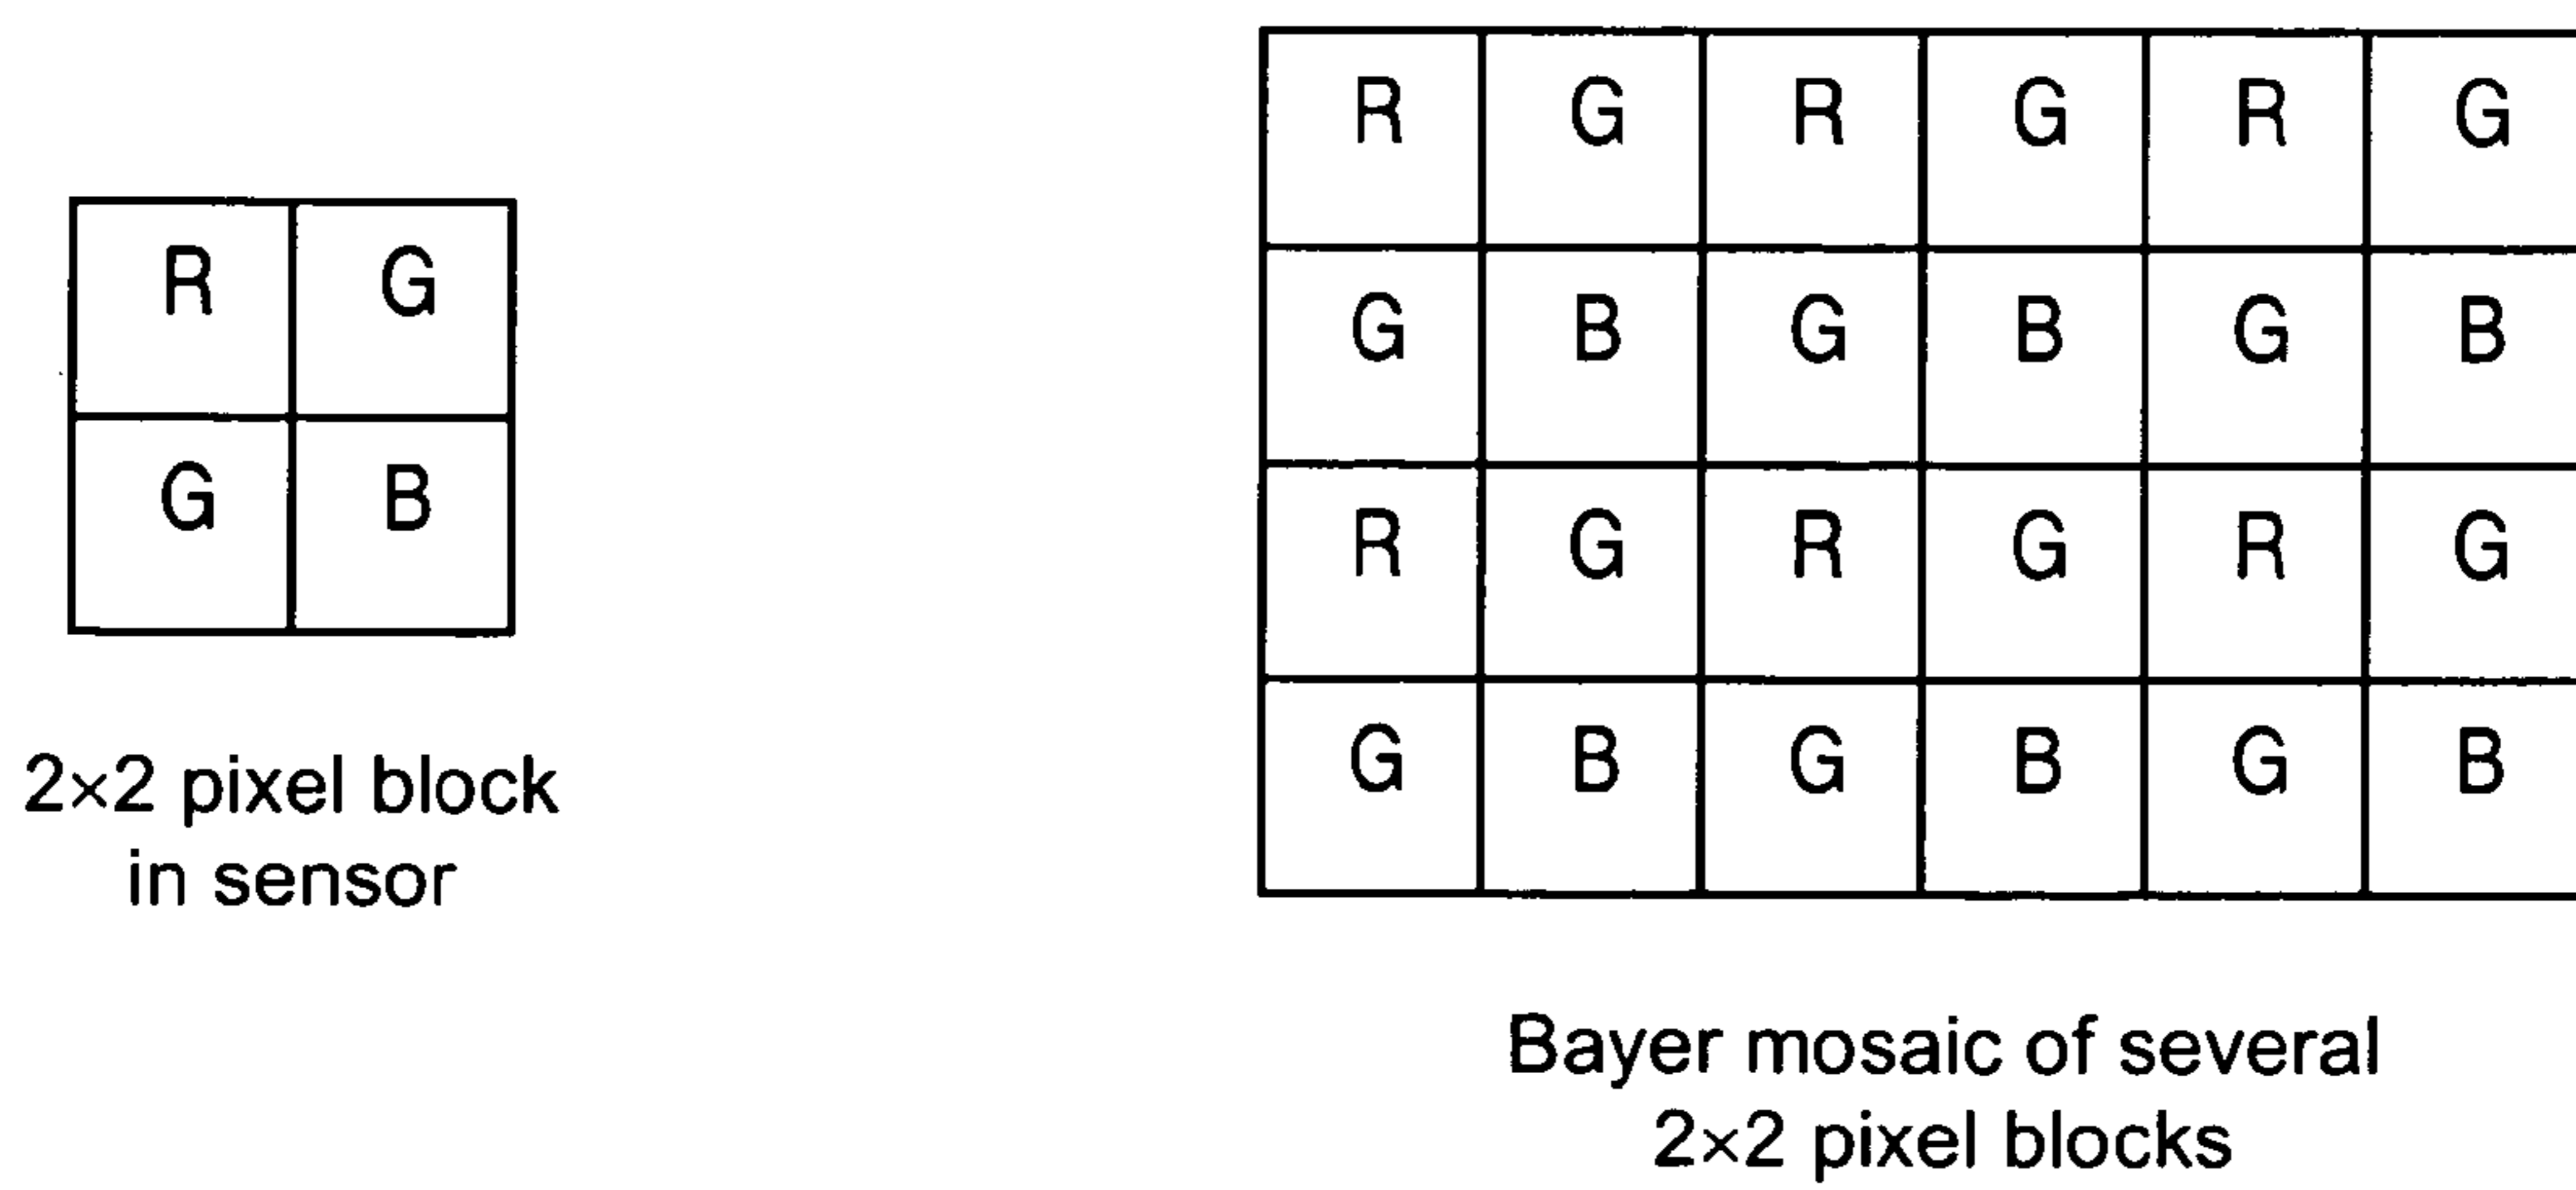 R G
G B
2×2 pixel block
in sensor
R G R G R G
G B G B G B
R G R G R G
G B G B G B
Bayer mosaic of several
2×2 pixel blocks